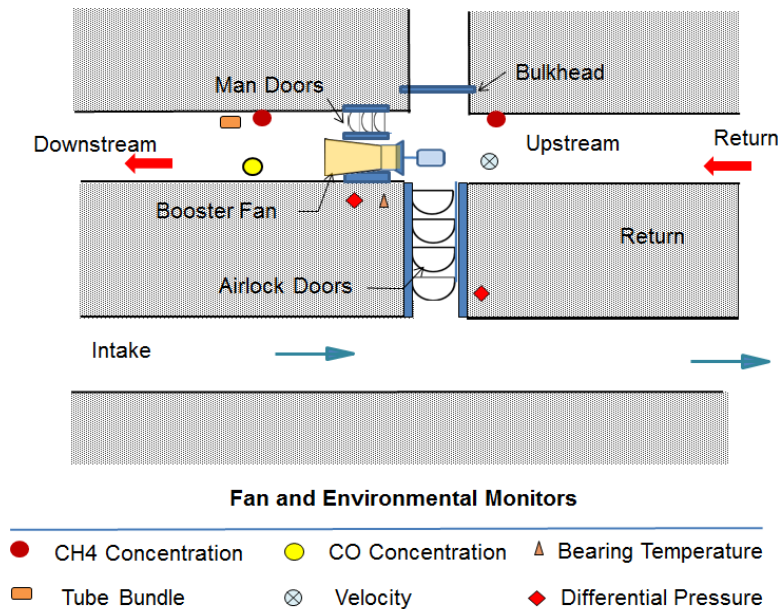 Man Doors
Bulkhead
Downstream
Upstream
Return
Booster Fan
Return
Airlock Doors
Intake
Fan and Environmental Monitors
CH4 Concentration
CO Concentration
Bearing Temperature
Tube Bundle
Velocity
Differential Pressure